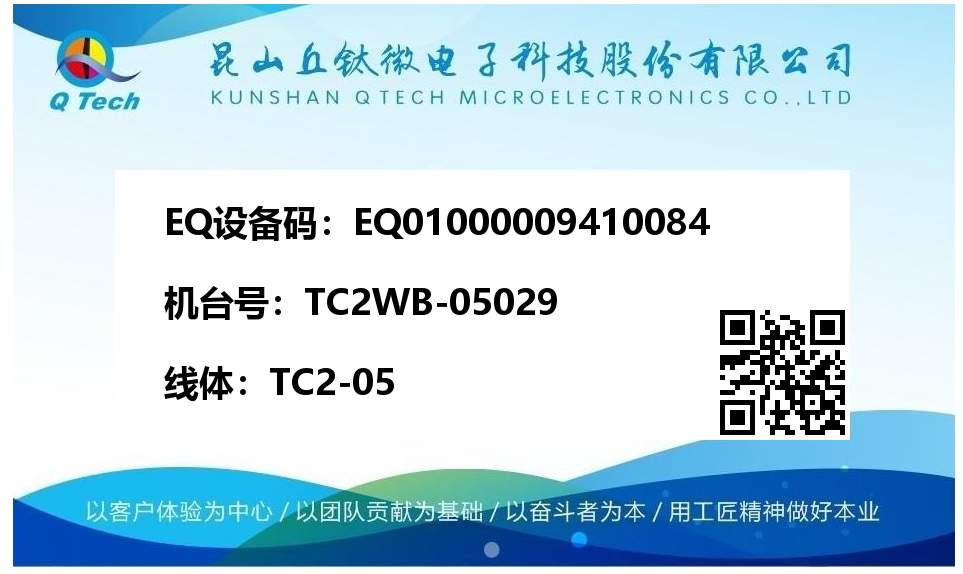 Q Tech
昆山丘钛微电子科技股份有限公司
KUNSHAN Q TECH MICROELECTRONICS CO.,LTD
EQ设备码：EQ01000009410084
机台号：TC2WB-05029
线体：TC2-05
以客户体验为中心 / 以团队贡献为基础 / 以奋斗者为本 / 用工匠精神做好本业